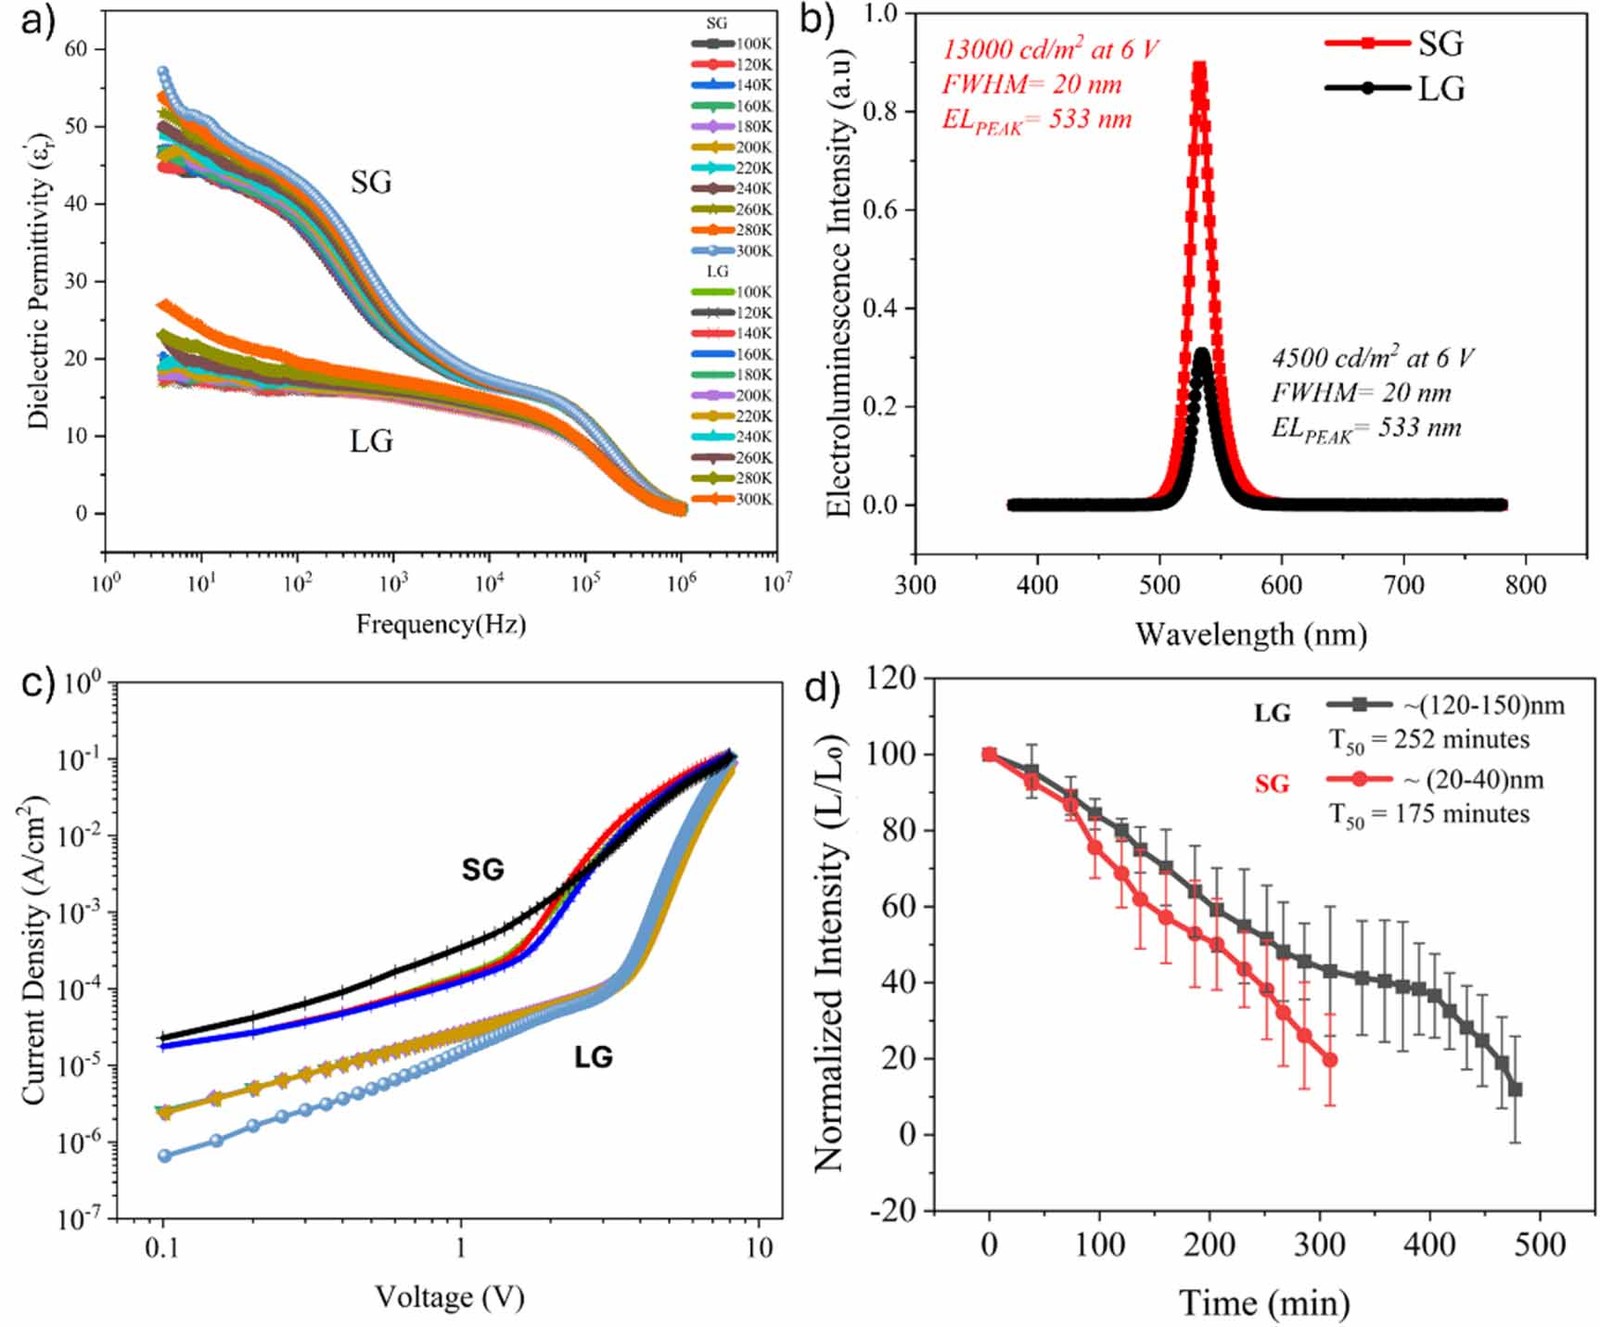 a)
60
50
40
30
20
10
0
Dielectric Permittivity (ε'r)
10^0 10^1 10^2 10^3 10^4 10^5 10^6 10^7
Frequency(Hz)
SG
LG
SG
100K
120K
140K
160K
180K
200K
220K
240K
260K
280K
300K
LG
100K
120K
140K
160K
180K
200K
220K
240K
260K
280K
300K
b)
1.0
0.8
0.6
0.4
0.2
0.0
Electroluminescence Intensity (a.u)
300 400 500 600 700 800
Wavelength (nm)
13000 cd/m² at 6 V
FWHM= 20 nm
EL_PEAK= 533 nm
SG
LG
4500 cd/m² at 6 V
FWHM= 20 nm
EL_PEAK= 533 nm
c)
10^0
10^-1
10^-2
10^-3
10^-4
10^-5
10^-6
10^-7
Current Density (A/cm²)
0.1 1 10
Voltage (V)
SG
LG
d)
120
100
80
60
40
20
0
-20
Normalized Intensity (L/L₀)
0 100 200 300 400 500
Time (min)
LG ~(120-150)nm
T₅₀ = 252 minutes
SG ~ (20-40)nm
T₅₀ = 175 minutes